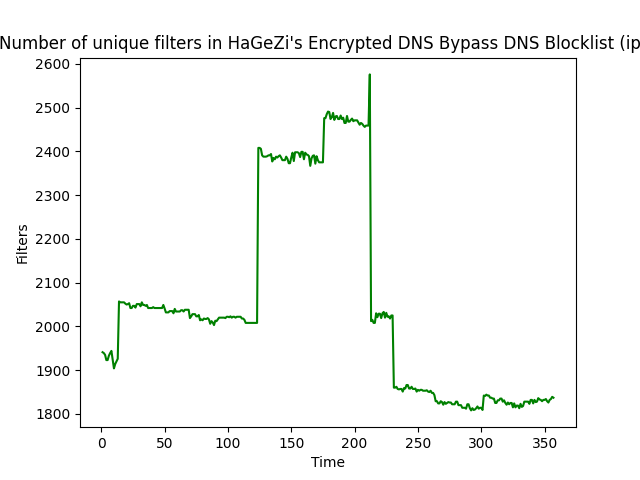 Number of unique filters in HaGeZi's Encrypted DNS Bypass DNS Blocklist (ip
2600
2500
2400
2300
2200
2100
2000
1900
1800
Filters
0 50 100 150 200 250 300 350
Time